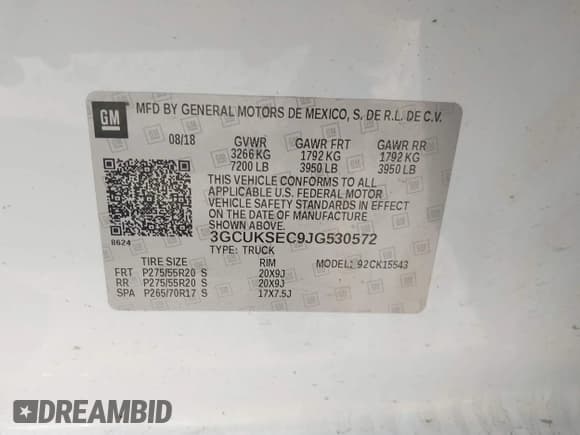 GM
MFD BY GENERAL MOTORS DE MEXICO, S. DE R.L. DE C.V.
08/18 GVWR GAWR FRT GAWR RR
3266 KG 1792 KG 1792 KG
7200 LB 3950 LB 3950 LB
THIS VEHICLE CONFORMS TO ALL
APPLICABLE U.S. FEDERAL MOTOR
VEHICLE SAFETY STANDARDS IN EFFECT
ON THE DATE OF MANUFACTURE
SHOWN ABOVE.
8624 3GCUKSEC9JG530572
TYPE: TRUCK
TIRE SIZE RIM MODEL: 92CK15543
FRT P275/55R20 S 20X9J
RR P275/55R20 S 20X9J
SPA P265/70R17 S 17X7.5J
DREAMBID